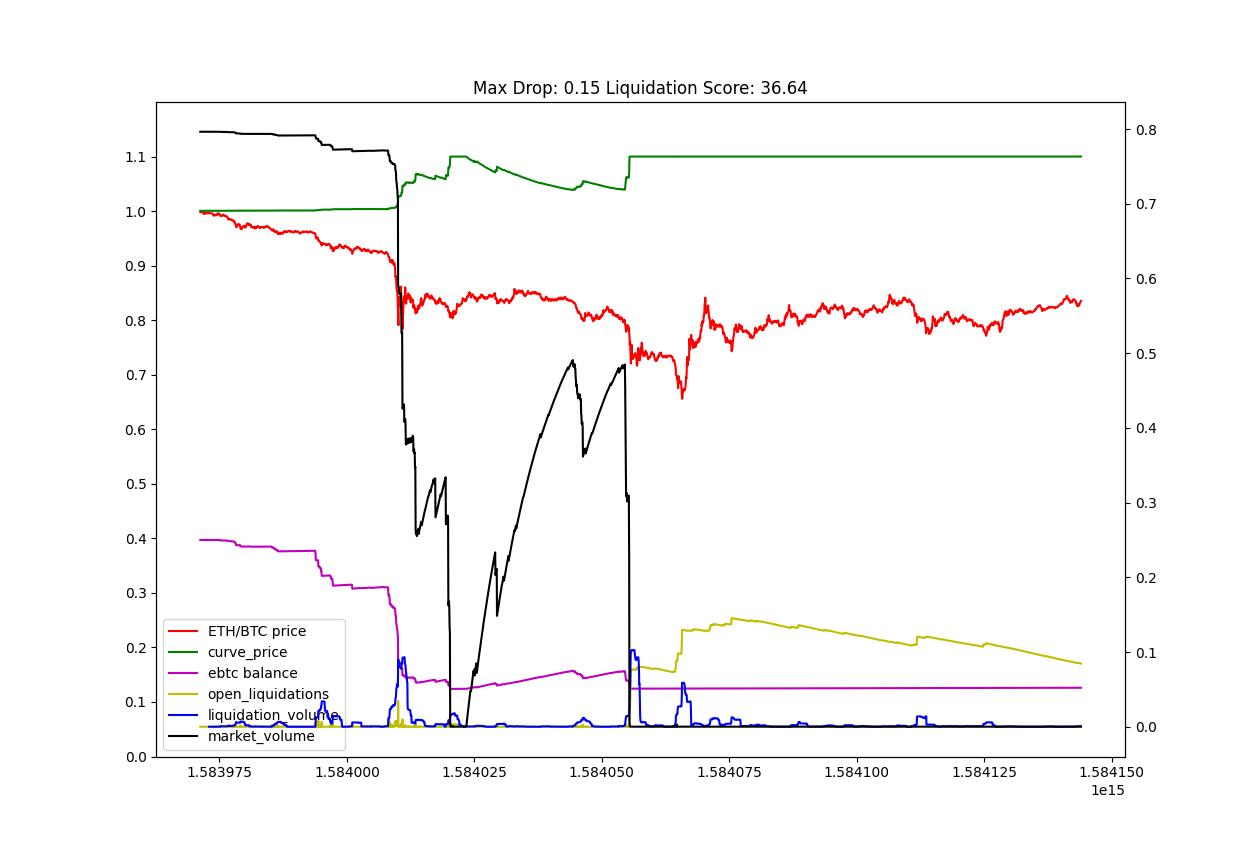 Max Drop: 0.15 Liquidation Score: 36.64
1.1
1.0
0.9
0.8
0.7
0.6
0.5
0.4
0.3
0.2
0.1
0.0
0.8
0.7
0.6
0.5
0.4
0.3
0.2
0.1
0.0
ETH/BTC price
curve_price
ebtc balance
open_liquidations
liquidation_volume
market_volume
1.583975 1.584000 1.584025 1.584050 1.584075 1.584100 1.584125 1.584150
1e15